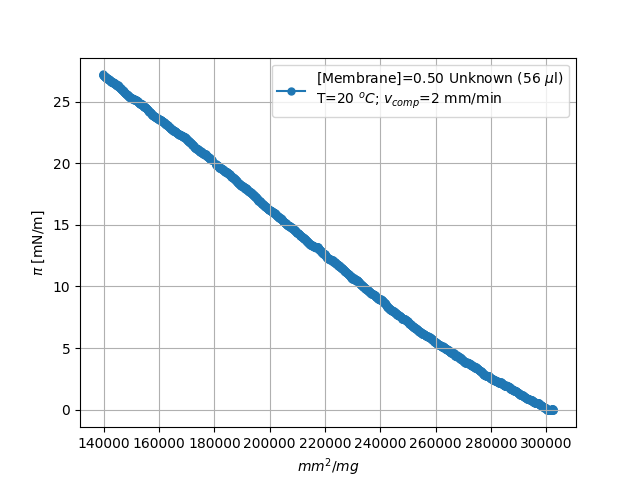 [Membrane]=0.50 Unknown (56 μl)
T=20 °C; v_comp=2 mm/min
25
20
15
10
5
0
π [mN/m]
140000 160000 180000 200000 220000 240000 260000 280000 300000
mm²/mg